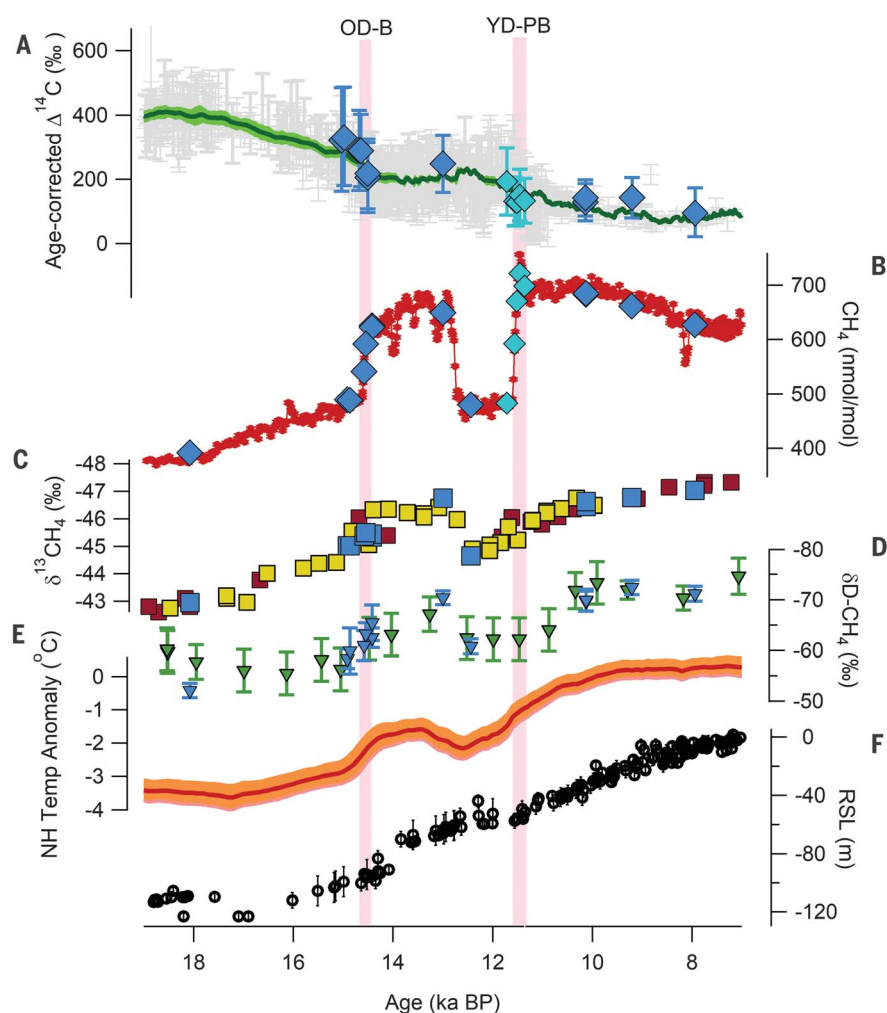 OD-B
YD-PB
A
Age-corrected Δ¹⁴C (‰)
600
400
200
0
B
CH₄ (nmol/mol)
700
600
500
400
C
δ¹³CH₄ (‰)
-48
-47
-46
-45
-44
-43
D
δD-CH₄ (‰)
-80
-70
-60
-50
E
NH Temp Anomaly (°C)
0
-1
-2
-3
-4
F
RSL (m)
0
-40
-80
-120
18
16
14
12
10
8
Age (ka BP)